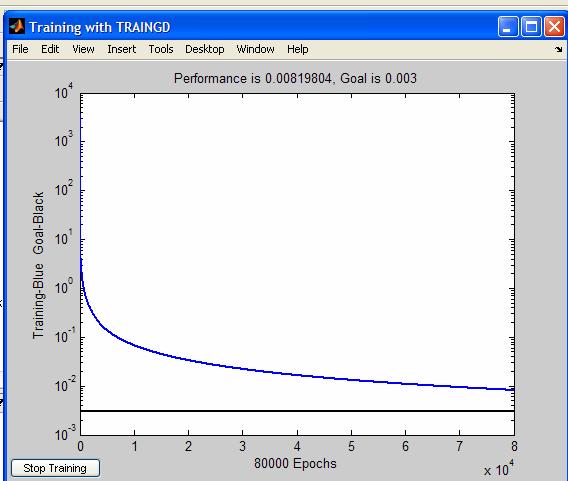 Training with TRAINGD
File Edit View Insert Tools Desktop Window Help
Performance is 0.00819804, Goal is 0.003
Training-Blue Goal-Black
10^4
10^3
10^2
10^1
10^0
10^-1
10^-2
10^-3
0 1 2 3 4 5 6 7 8
x 10^4
80000 Epochs
Stop Training